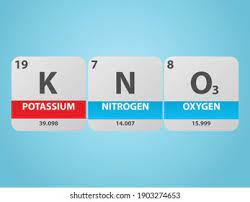 19 7 8
K N O₃
POTASSIUM NITROGEN OXYGEN
39.098 14.007 15.999
shutterstock.com · 1903274653